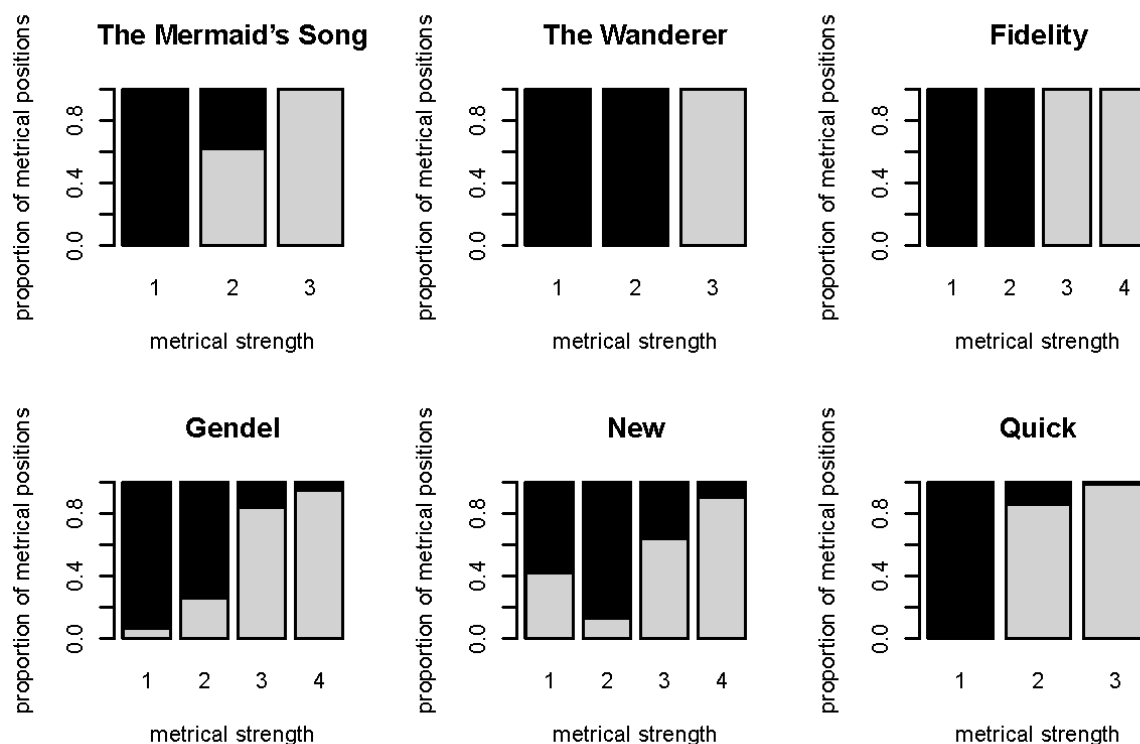 The Mermaid's Song
proportion of metrical positions
0.0 0.4 0.8
1 2 3
metrical strength
The Wanderer
proportion of metrical positions
0.0 0.4 0.8
1 2 3
metrical strength
Fidelity
proportion of metrical positions
0.0 0.4 0.8
1 2 3 4
metrical strength
Gendel
proportion of metrical positions
0.0 0.4 0.8
1 2 3 4
metrical strength
New
proportion of metrical positions
0.0 0.4 0.8
1 2 3 4
metrical strength
Quick
proportion of metrical positions
0.0 0.4 0.8
1 2 3
metrical strength